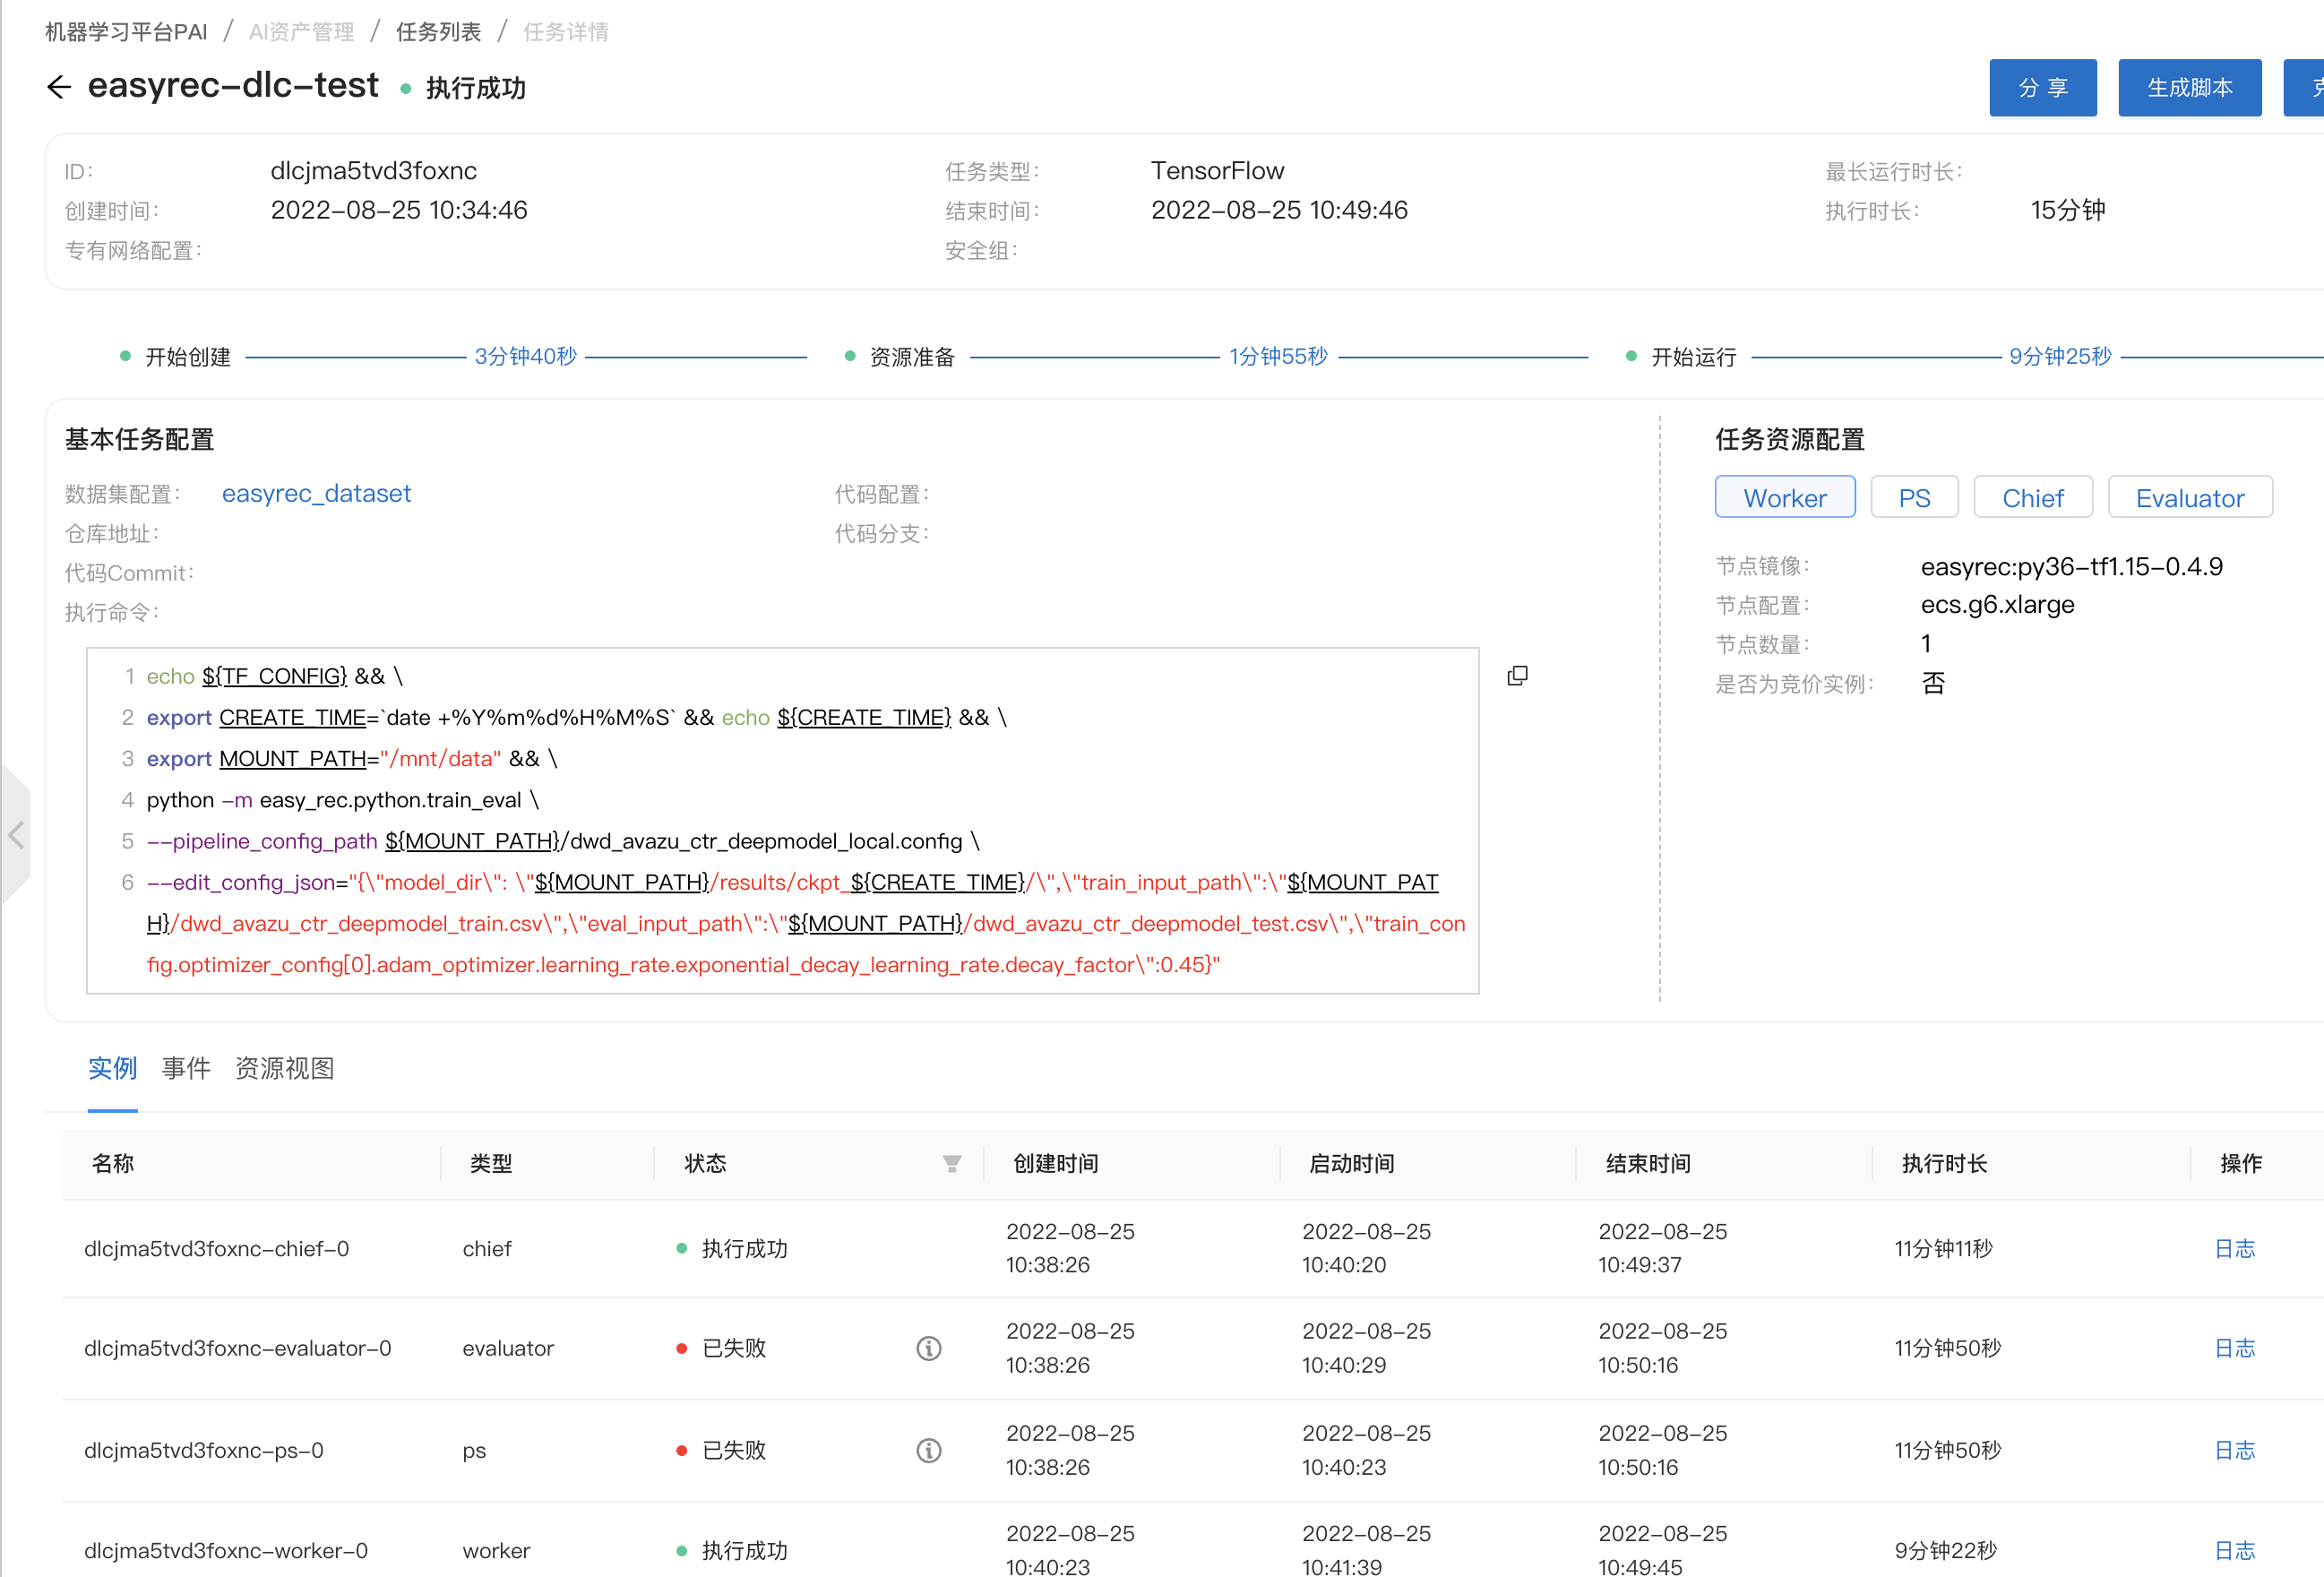 机器学习平台PAI / AI资产管理 / 任务列表 / 任务详情
← easyrec-dlc-test 执行成功
分 享 生成脚本
ID: dlcjma5tvd3foxnc 任务类型: TensorFlow 最长运行时长:
创建时间: 2022-08-25 10:34:46 结束时间: 2022-08-25 10:49:46 执行时长: 15分钟
专有网络配置: 安全组:
开始创建 3分钟40秒 资源准备 1分钟55秒 开始运行 9分钟25秒
基本任务配置
数据集配置: easyrec_dataset 代码配置:
仓库地址: 代码分支:
代码Commit:
执行命令:
1 echo ${TF_CONFIG} && \
2 export CREATE_TIME=`date +%Y%m%d%H%M%S` && echo ${CREATE_TIME} && \
3 export MOUNT_PATH="/mnt/data" && \
4 python -m easy_rec.python.train_eval \
5 --pipeline_config_path ${MOUNT_PATH}/dwd_avazu_ctr_deepmodel_local.config \
6 --edit_config_json="{\"model_dir\": \"${MOUNT_PATH}/results/ckpt_${CREATE_TIME}/\",\"train_input_path\":\"${MOUNT_PAT
H}/dwd_avazu_ctr_deepmodel_train.csv\",\"eval_input_path\":\"${MOUNT_PATH}/dwd_avazu_ctr_deepmodel_test.csv\",\"train_con
fig.optimizer_config[0].adam_optimizer.learning_rate.exponential_decay_learning_rate.decay_factor\":0.45}"
任务资源配置
Worker PS Chief Evaluator
节点镜像: easyrec:py36-tf1.15-0.4.9
节点配置: ecs.g6.xlarge
节点数量: 1
是否为竞价实例: 否
实例 事件 资源视图
名称 类型 状态 创建时间 启动时间 结束时间 执行时长 操作
dlcjma5tvd3foxnc-chief-0 chief 执行成功 2022-08-25 10:38:26 2022-08-25 10:40:20 2022-08-25 10:49:37 11分钟11秒 日志
dlcjma5tvd3foxnc-evaluator-0 evaluator 已失败 2022-08-25 10:38:26 2022-08-25 10:40:29 2022-08-25 10:50:16 11分钟50秒 日志
dlcjma5tvd3foxnc-ps-0 ps 已失败 2022-08-25 10:38:26 2022-08-25 10:40:23 2022-08-25 10:50:16 11分钟50秒 日志
dlcjma5tvd3foxnc-worker-0 worker 执行成功 2022-08-25 10:40:23 2022-08-25 10:41:39 2022-08-25 10:49:45 9分钟22秒 日志